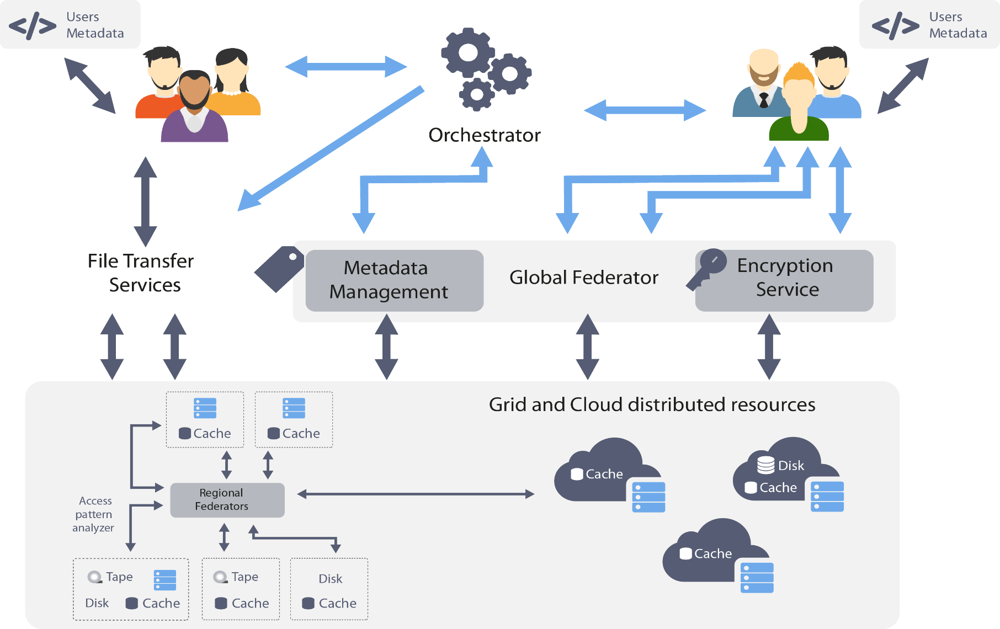 Users
Metadata
Users
Metadata
Orchestrator
File Transfer
Services
Metadata
Management
Global Federator
Encryption
Service
Grid and Cloud distributed resources
Cache
Cache
Regional
Federators
Access
pattern
analyzer
Cache
Disk
Cache
Cache
Tape
Disk
Cache
Tape
Cache
Disk
Cache